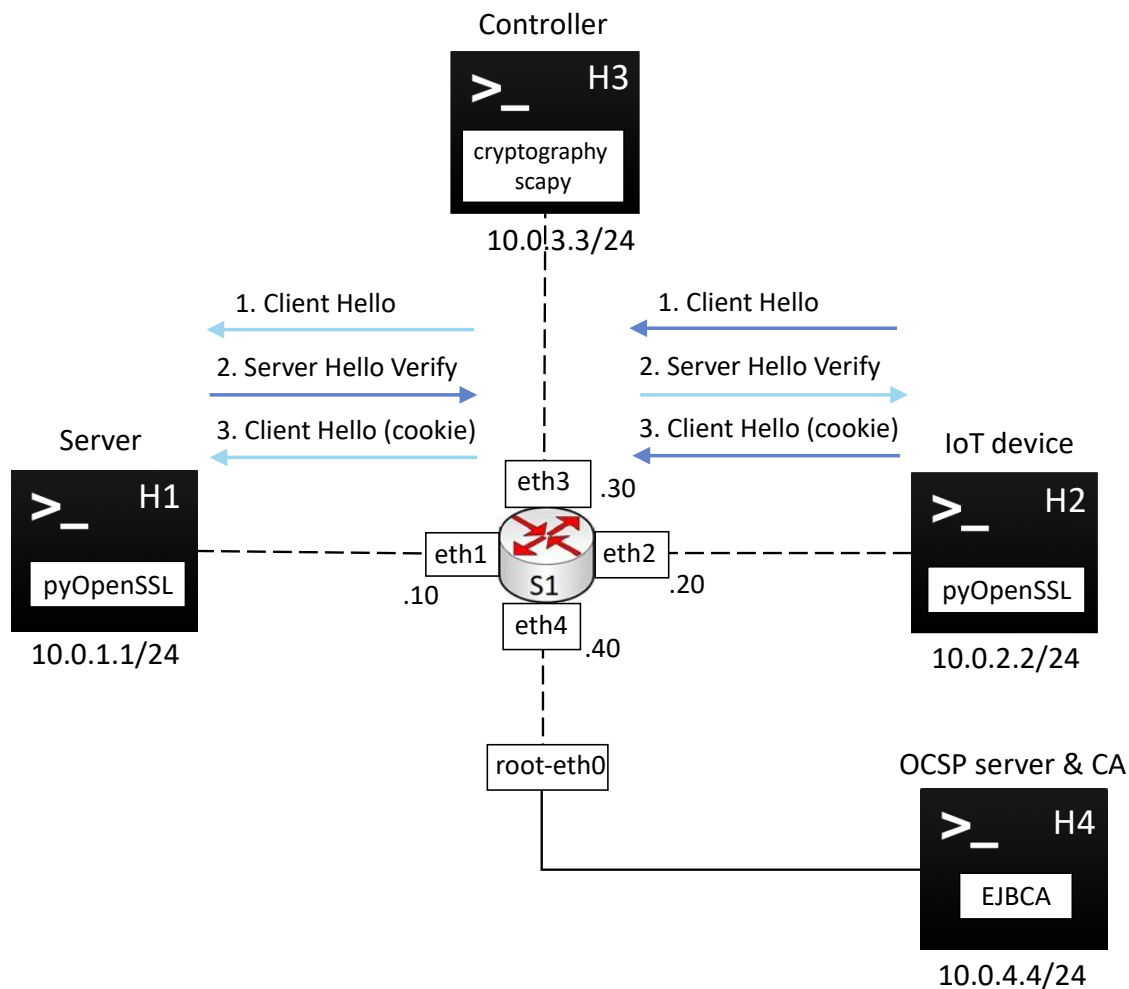 Controller
>_ H3
cryptography
scapy
10.0.3.3/24
1. Client Hello
1. Client Hello
2. Server Hello Verify
2. Server Hello Verify
3. Client Hello (cookie)
3. Client Hello (cookie)
Server
IoT device
>_ H1
eth3
.30
>_ H2
pyOpenSSL
eth1
eth2
pyOpenSSL
.10
S1
.20
10.0.1.1/24
eth4
.40
10.0.2.2/24
root-eth0
OCSP server & CA
>_ H4
EJBCA
10.0.4.4/24